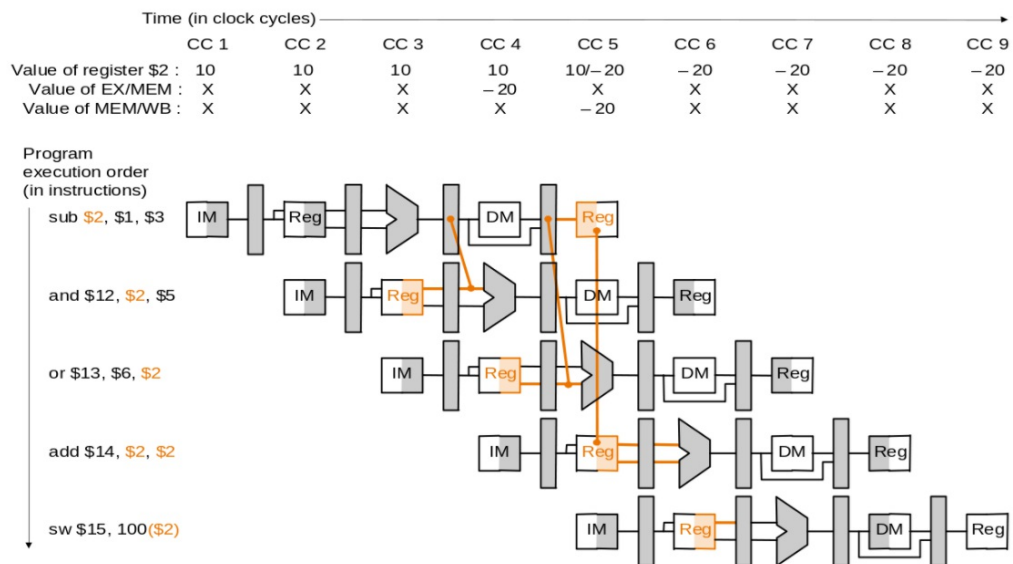 Time (in clock cycles)
CC 1 CC 2 CC 3 CC 4 CC 5 CC 6 CC 7 CC 8 CC 9
Value of register $2 : 10 10 10 10 10/– 20 – 20 – 20 – 20 – 20
Value of EX/MEM : X X X – 20 X X X X X
Value of MEM/WB : X X X X – 20 X X X X
Program
execution order
(in instructions)
sub $2, $1, $3 IM Reg DM Reg
and $12, $2, $5 IM Reg DM Reg
or $13, $6, $2 IM Reg DM Reg
add $14, $2, $2 IM Reg DM Reg
sw $15, 100($2) IM Reg DM Reg